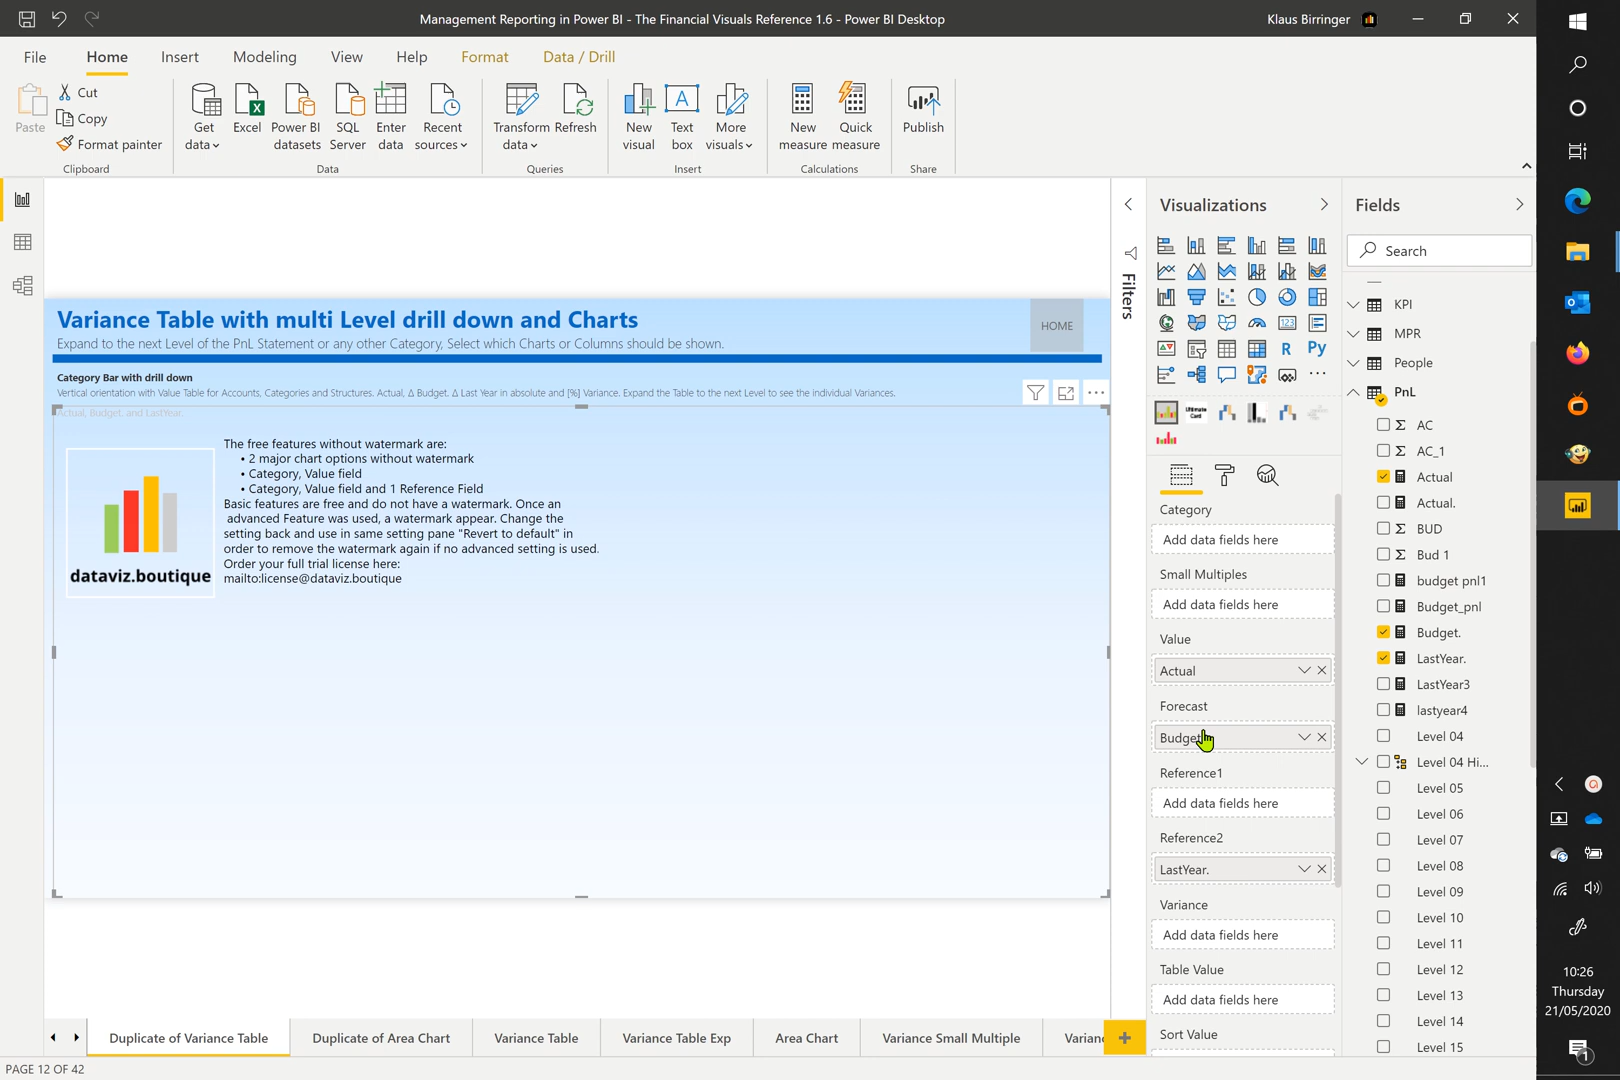 Management Reporting in Power BI - The Financial Visuals Reference 1.6 - Power BI Desktop
Klaus Birringer
File
Home
Insert
Modeling
View
Help
Format
Data / Drill
Paste
Cut
Copy
Format painter
Clipboard
Get data
Excel
Power BI datasets
SQL Server
Enter data
Recent sources
Data
Transform data
Refresh
Queries
New visual
Text box
More visuals
Insert
New measure
Quick measure
Calculations
Publish
Share
Variance Table with multi Level drill down and Charts
Expand to the next Level of the PnL Statement or any other Category, Select which Charts or Columns should be shown.
HOME
Category Bar with drill down
Vertical orientation with Value Table for Accounts, Categories and Structures. Actual, Δ Budget. Δ Last Year in absolute and [%] Variance. Expand the Table to the next Level to see the individual Variances.
Actual, Budget. and LastYear.
dataviz.boutique
The free features without watermark are:
• 2 major chart options without watermark
• Category, Value field
• Category, Value field and 1 Reference Field
Basic features are free and do not have a watermark. Once an
advanced Feature was used, a watermark appear. Change the
setting back and use in same setting pane "Revert to default" in
order to remove the watermark again if no advanced setting is used.
Order your full trial license here:
mailto:license@dataviz.boutique
Filters
Visualizations
R
Py
123
Ultimate Card
Category
Add data fields here
Small Multiples
Add data fields here
Value
Actual
Forecast
Budget
Reference1
Add data fields here
Reference2
LastYear.
Variance
Add data fields here
Table Value
Add data fields here
Sort Value
Fields
Search
KPI
MPR
People
PnL
AC
AC_1
Actual
Actual.
BUD
Bud 1
budget pnl1
Budget_pnl
Budget.
LastYear.
LastYear3
lastyear4
Level 04
Level 04 Hi...
Level 05
Level 06
Level 07
Level 08
Level 09
Level 10
Level 11
Level 12
Level 13
Level 14
Level 15
Duplicate of Variance Table
Duplicate of Area Chart
Variance Table
Variance Table Exp
Area Chart
Variance Small Multiple
Varian
PAGE 12 OF 42
10:26
Thursday
21/05/2020
1